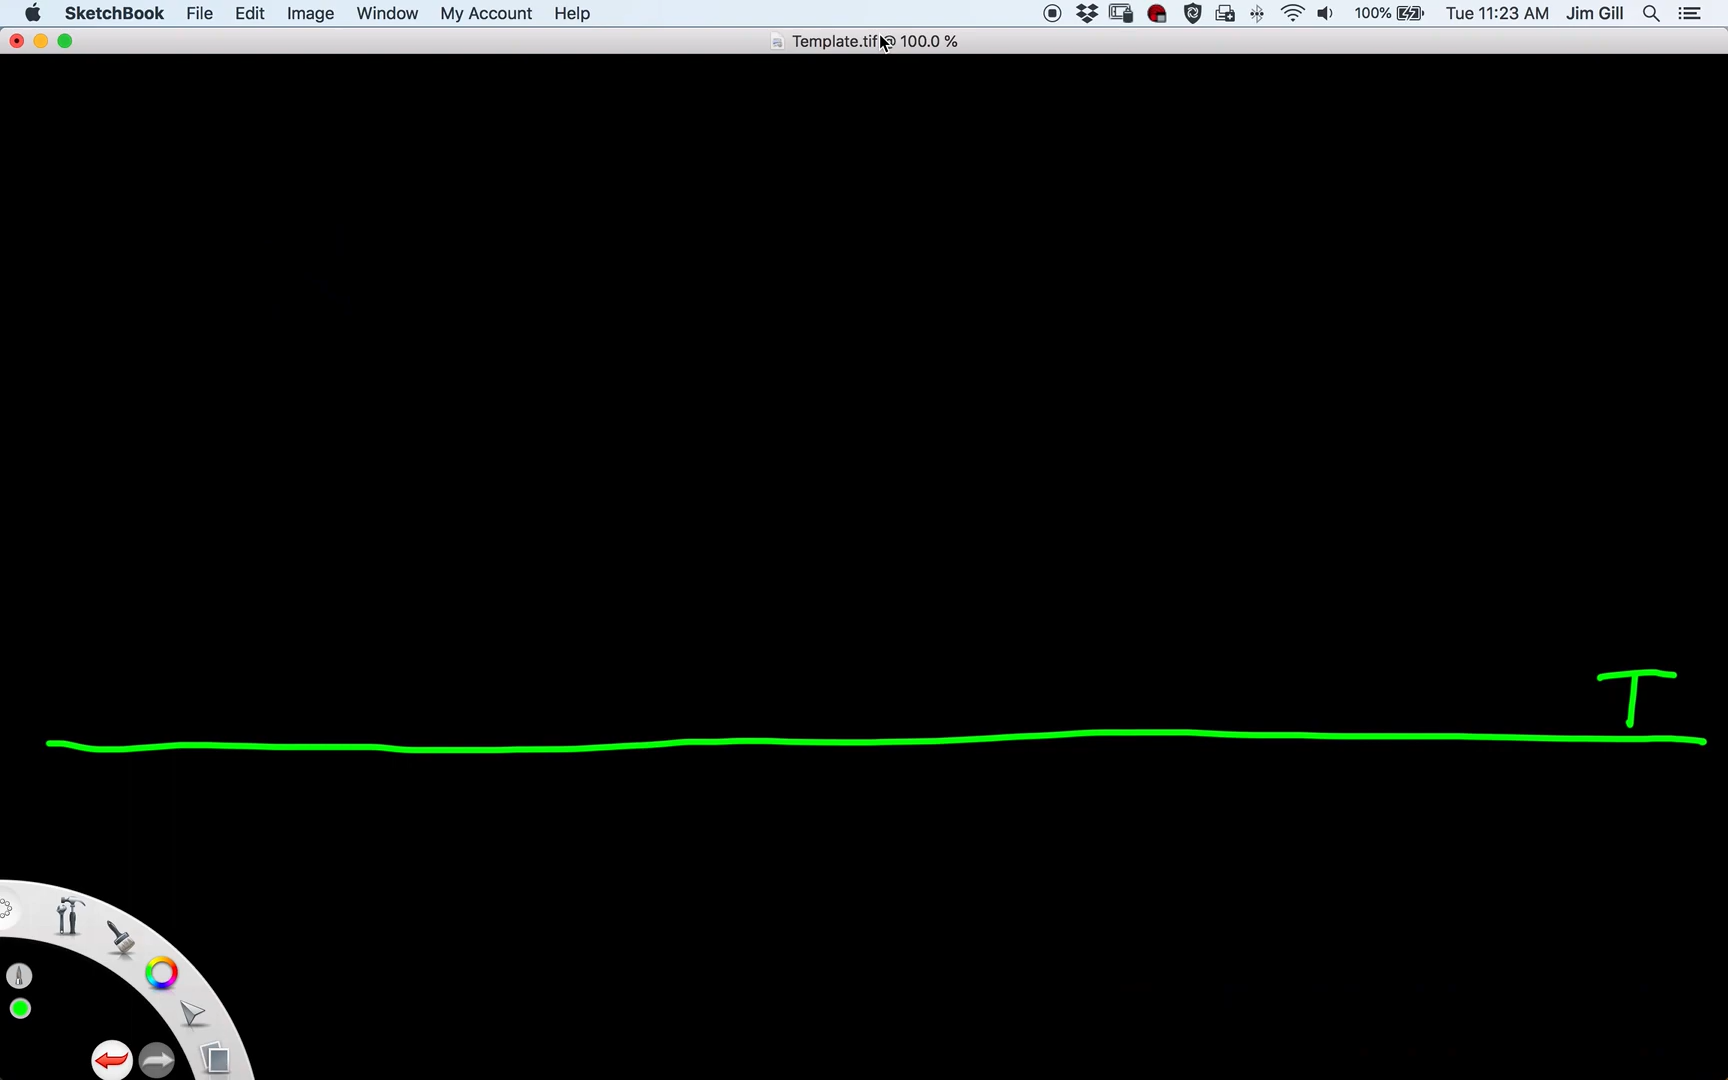 SketchBook File Edit Image Window My Account Help 100% Tue 11:23 AM Jim Gill
Template.tif @ 100.0 %
T